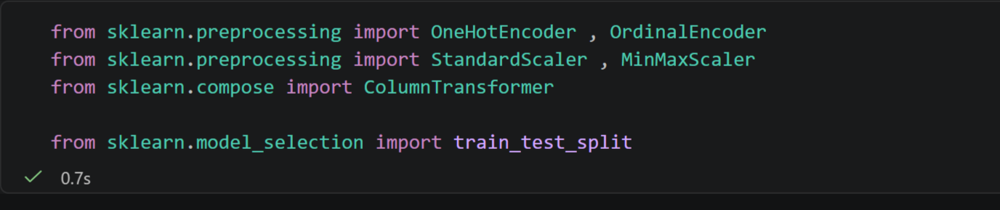 from sklearn.preprocessing import OneHotEncoder , OrdinalEncoder
from sklearn.preprocessing import StandardScaler , MinMaxScaler
from sklearn.compose import ColumnTransformer
from sklearn.model_selection import train_test_split
0.7s